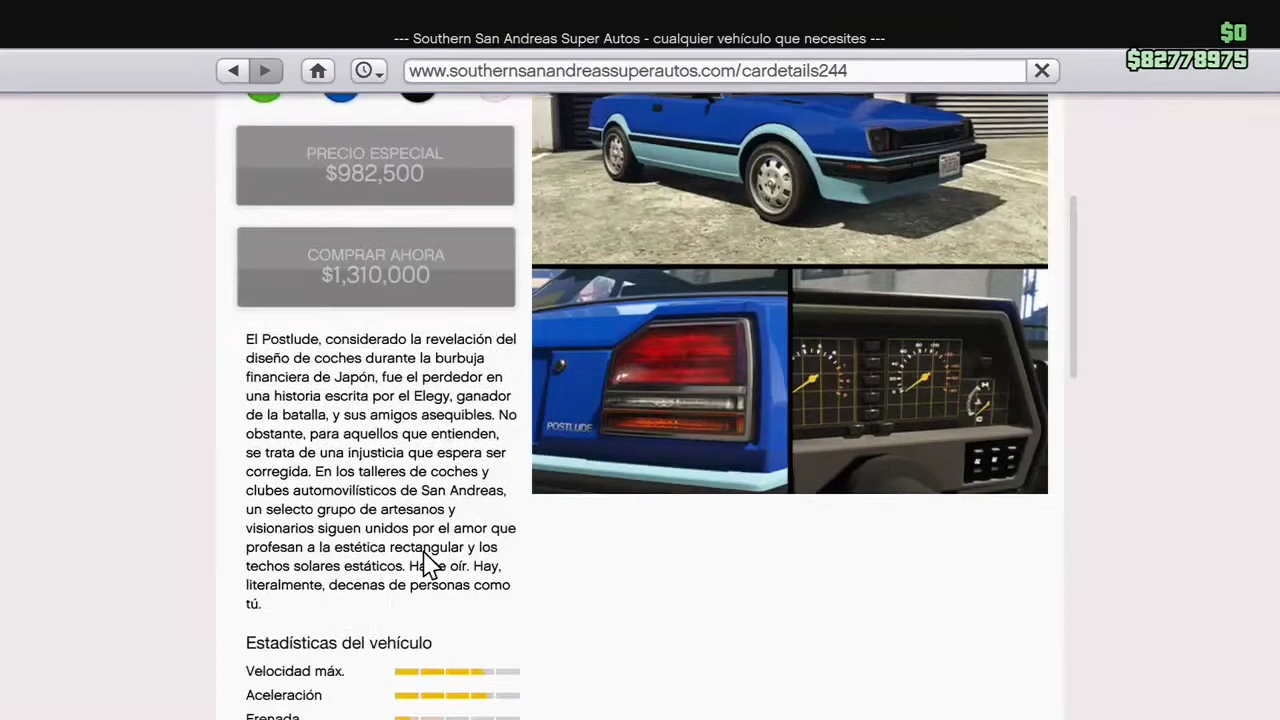 --- Southern San Andreas Super Autos - cualquier vehículo que necesites ---
$0
$82778975
www.southernsanandreassuperautos.com/cardetails244
PRECIO ESPECIAL
$982,500
COMPRAR AHORA
$1,310,000
El Postlude, considerado la revelación del
diseño de coches durante la burbuja
financiera de Japón, fue el perdedor en
una historia escrita por el Elegy, ganador
de la batalla, y sus amigos asequibles. No
obstante, para aquellos que entienden,
se trata de una injusticia que espera ser
corregida. En los talleres de coches y
clubes automovilísticos de San Andreas,
un selecto grupo de artesanos y
visionarios siguen unidos por el amor que
profesan a la estética rectangular y los
techos solares estáticos. oír. Hay,
literalmente, decenas de personas como
tú.
POSTLUDE
Estadísticas del vehículo
Velocidad máx.
Aceleración
Frenada